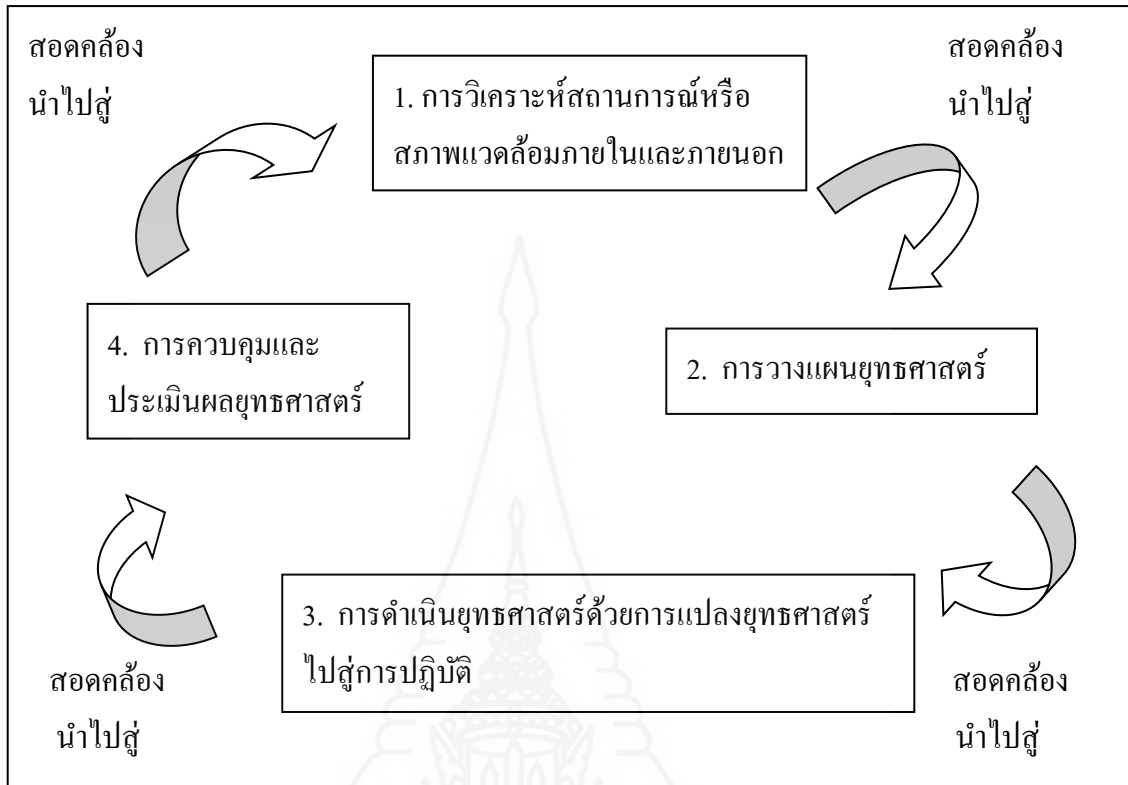 สอดคล้อง
นำไปสู่
1. การวิเคราะห์สถานการณ์หรือ
สภาพแวดล้อมภายในและภายนอก
สอดคล้อง
นำไปสู่
2. การวางแผนยุทธศาสตร์
4. การควบคุมและ
ประเมินผลยุทธศาสตร์
3. การดำเนินยุทธศาสตร์ด้วยการแปลงยุทธศาสตร์
ไปสู่การปฏิบัติ
สอดคล้อง
นำไปสู่
สอดคล้อง
นำไปสู่